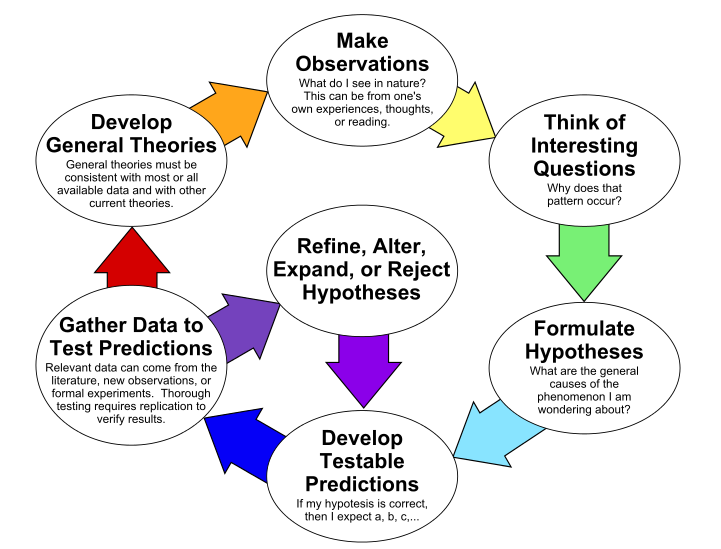 Make
Observations
What do I see in nature?
This can be from one's
own experiences, thoughts,
or reading.
Think of
Interesting
Questions
Why does that
pattern occur?
Formulate
Hypotheses
What are the general
causes of the
phenomenon I am
wondering about?
Develop
Testable
Predictions
If my hypotesis is correct,
then I expect a, b, c,...
Gather Data to
Test Predictions
Relevant data can come from the
literature, new observations, or
formal experiments.  Thorough
testing requires replication to
verify results.
Refine, Alter,
Expand, or Reject
Hypotheses
Develop
General Theories
General theories must be
consistent with most or all
available data and with other
current theories.